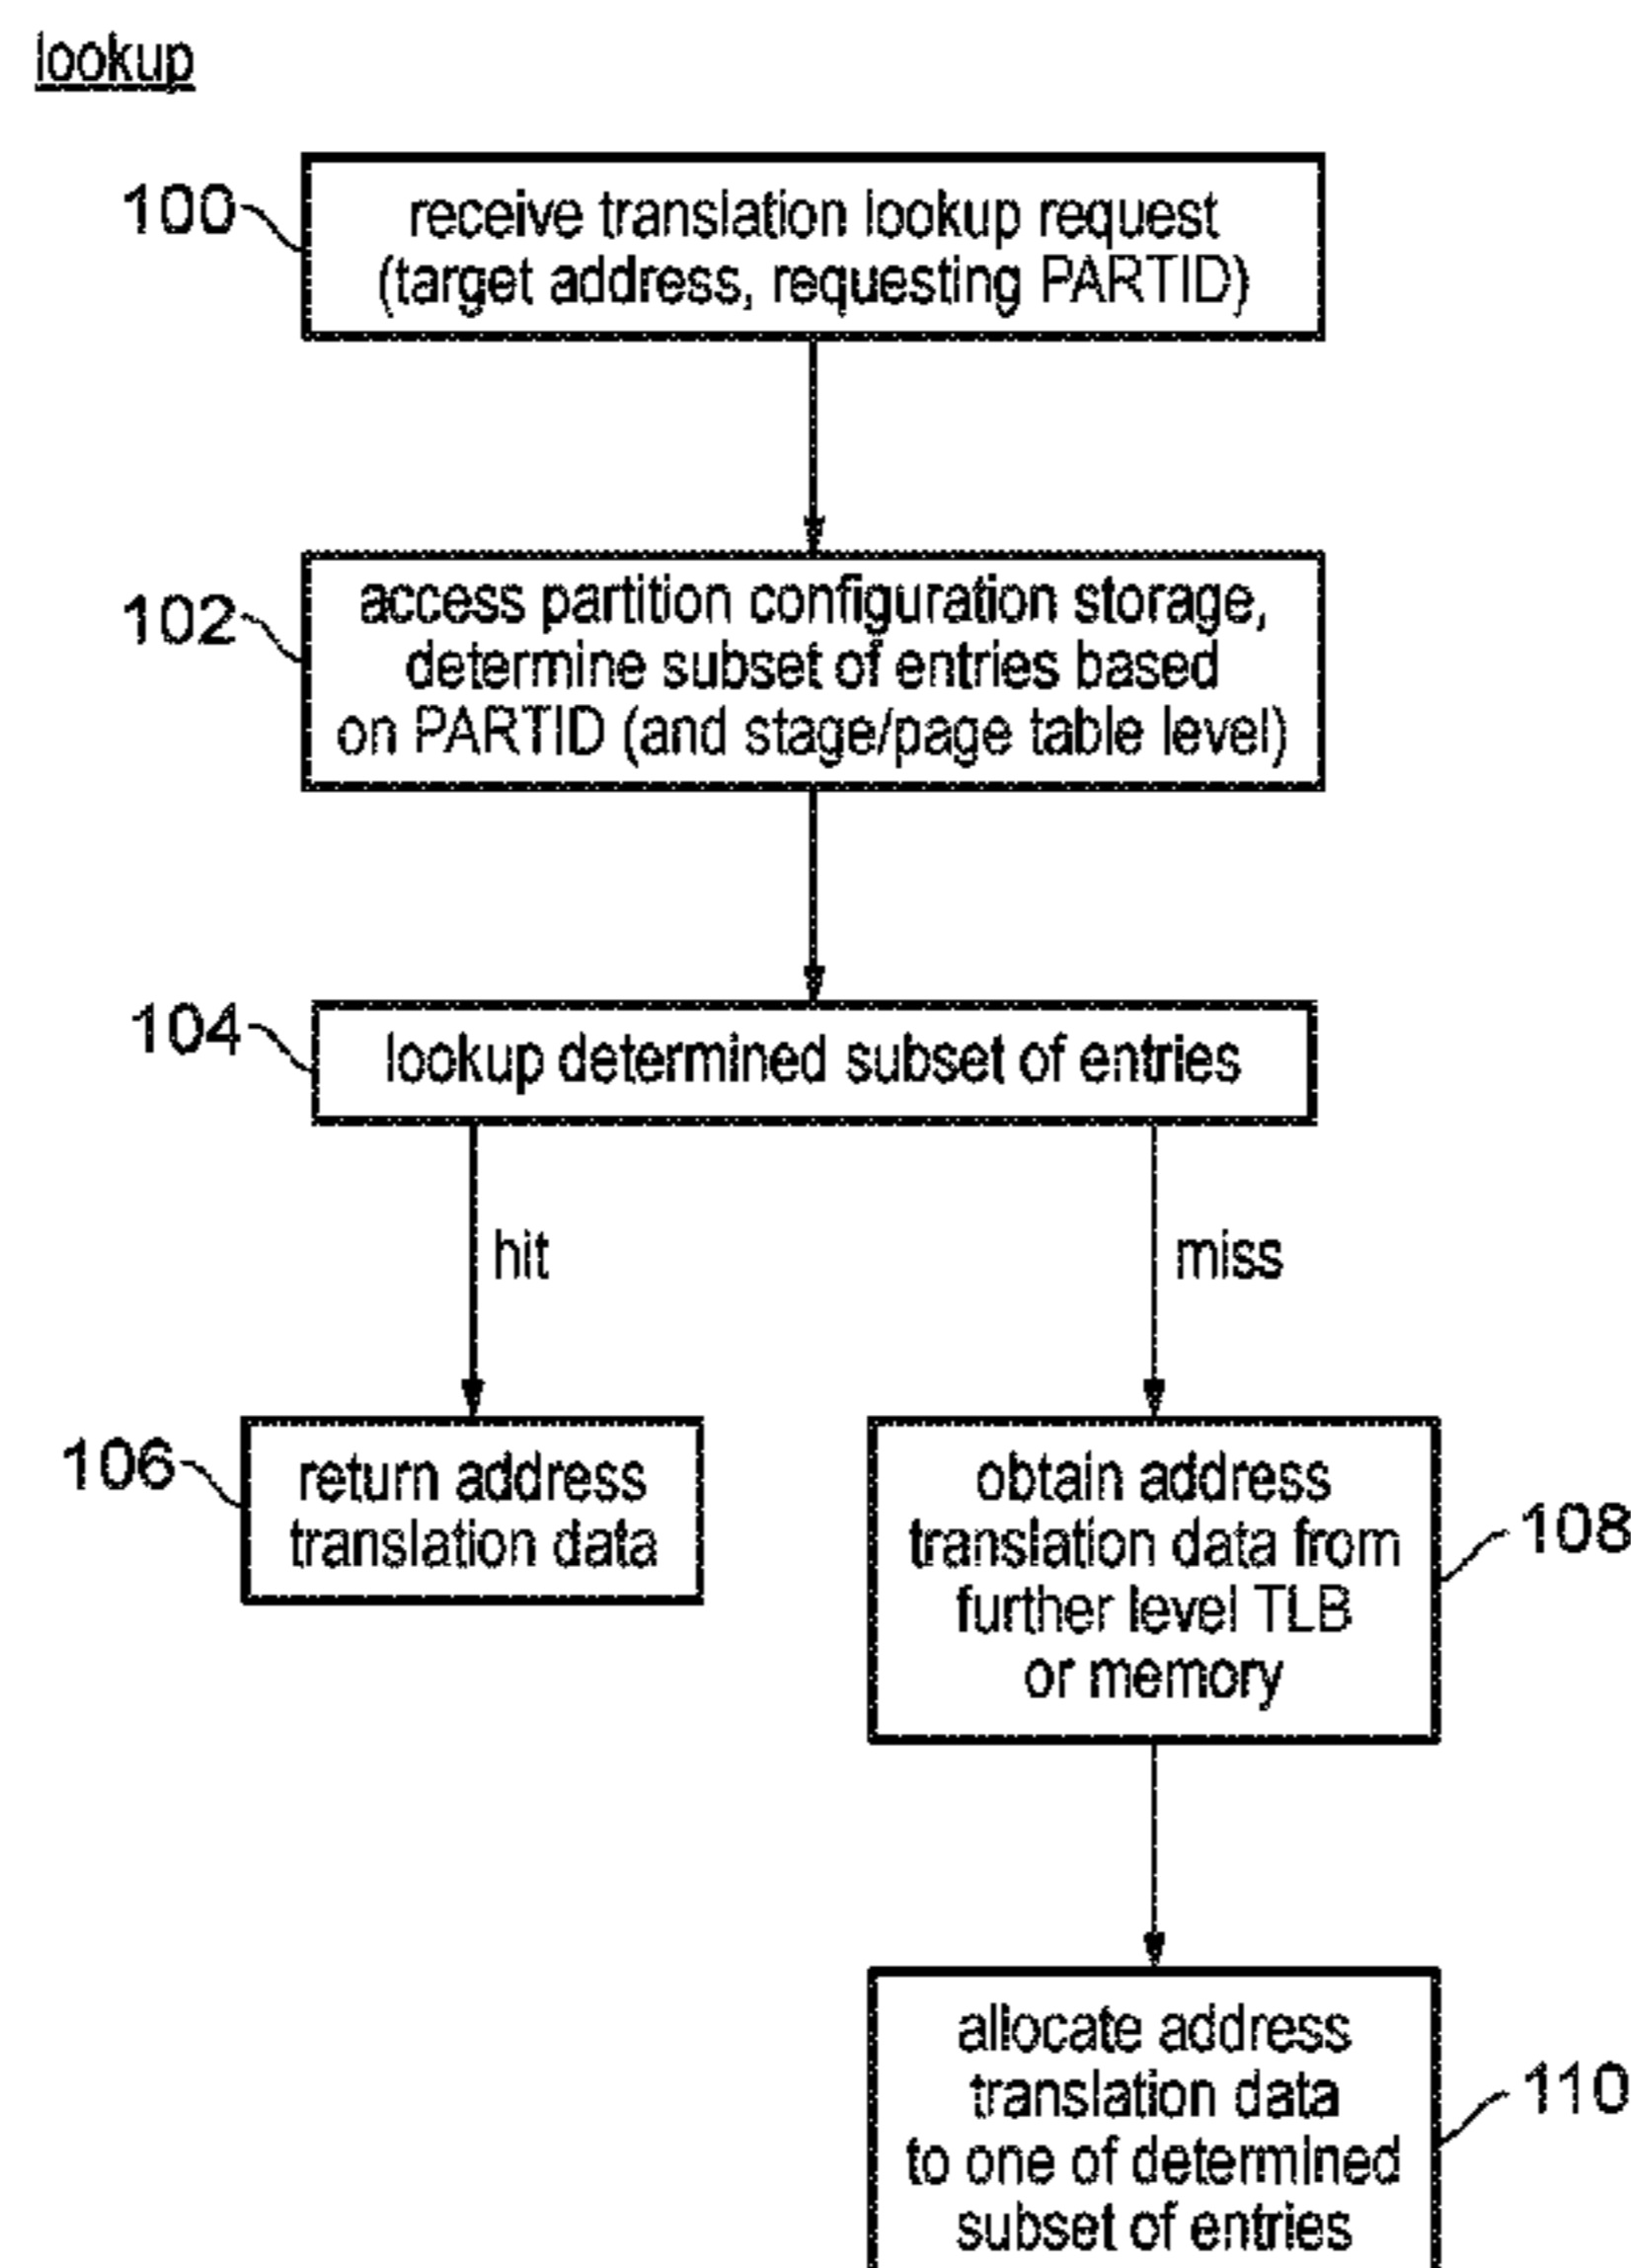 lookup
100
receive translation lookup request
(target address, requesting PARTID)
102
access partition configuration storage,
determine subset of entries based
on PARTID (and stage/page table level)
104
lookup determined subset of entries
hit
miss
106
return address
translation data
obtain address
translation data from
further level TLB
or memory
108
allocate address
translation data
to one of determined
subset of entries
110